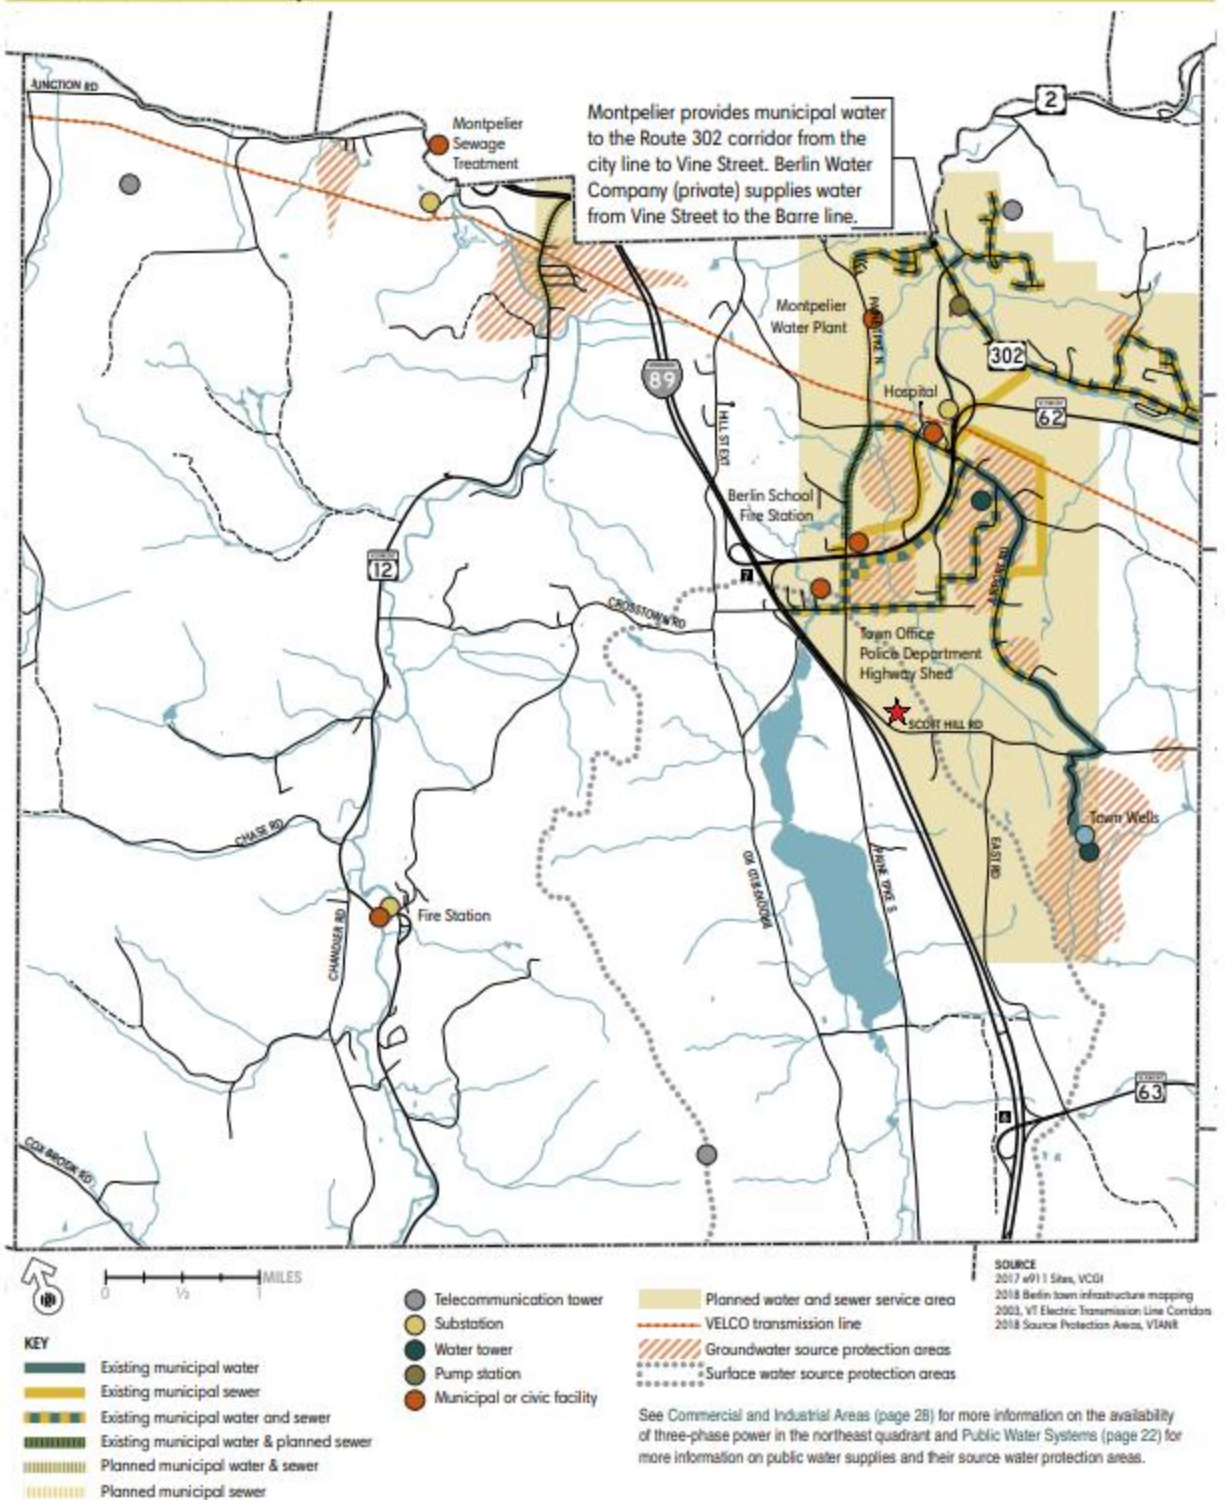 JUNCTION RD
Montpelier
Sewage
Treatment
Montpelier provides municipal water
to the Route 302 corridor from the
city line to Vine Street. Berlin Water
Company (private) supplies water
from Vine Street to the Barre line.
2
Montpelier
Water Plant
PAINE TPKE N
302
89
Hospital
62
HILL ST EXT
Berlin School
Fire Station
12
7
AIRPORT RD
CROSSTOWN RD
Town Office
Police Department
Highway Shed
SCOTT HILL RD
CHASE RD
Town Wells
BROOKFIELD RD
PAINE TPKE S
EAST RD
CHANDLER RD
Fire Station
63
6
COX BROOK RD
MILES
0 ½ 1
KEY
Existing municipal water
Existing municipal sewer
Existing municipal water and sewer
Existing municipal water & planned sewer
Planned municipal water & sewer
Planned municipal sewer
Telecommunication tower
Substation
Water tower
Pump station
Municipal or civic facility
Planned water and sewer service area
VELCO transmission line
Groundwater source protection areas
Surface water source protection areas
SOURCE
2017 e911 Sites, VCGI
2018 Berlin town infrastructure mapping
2003, VT Electric Transmission Line Corridors
2018 Source Protection Areas, VTANR
See Commercial and Industrial Areas (page 28) for more information on the availability
of three-phase power in the northeast quadrant and Public Water Systems (page 22) for
more information on public water supplies and their source water protection areas.